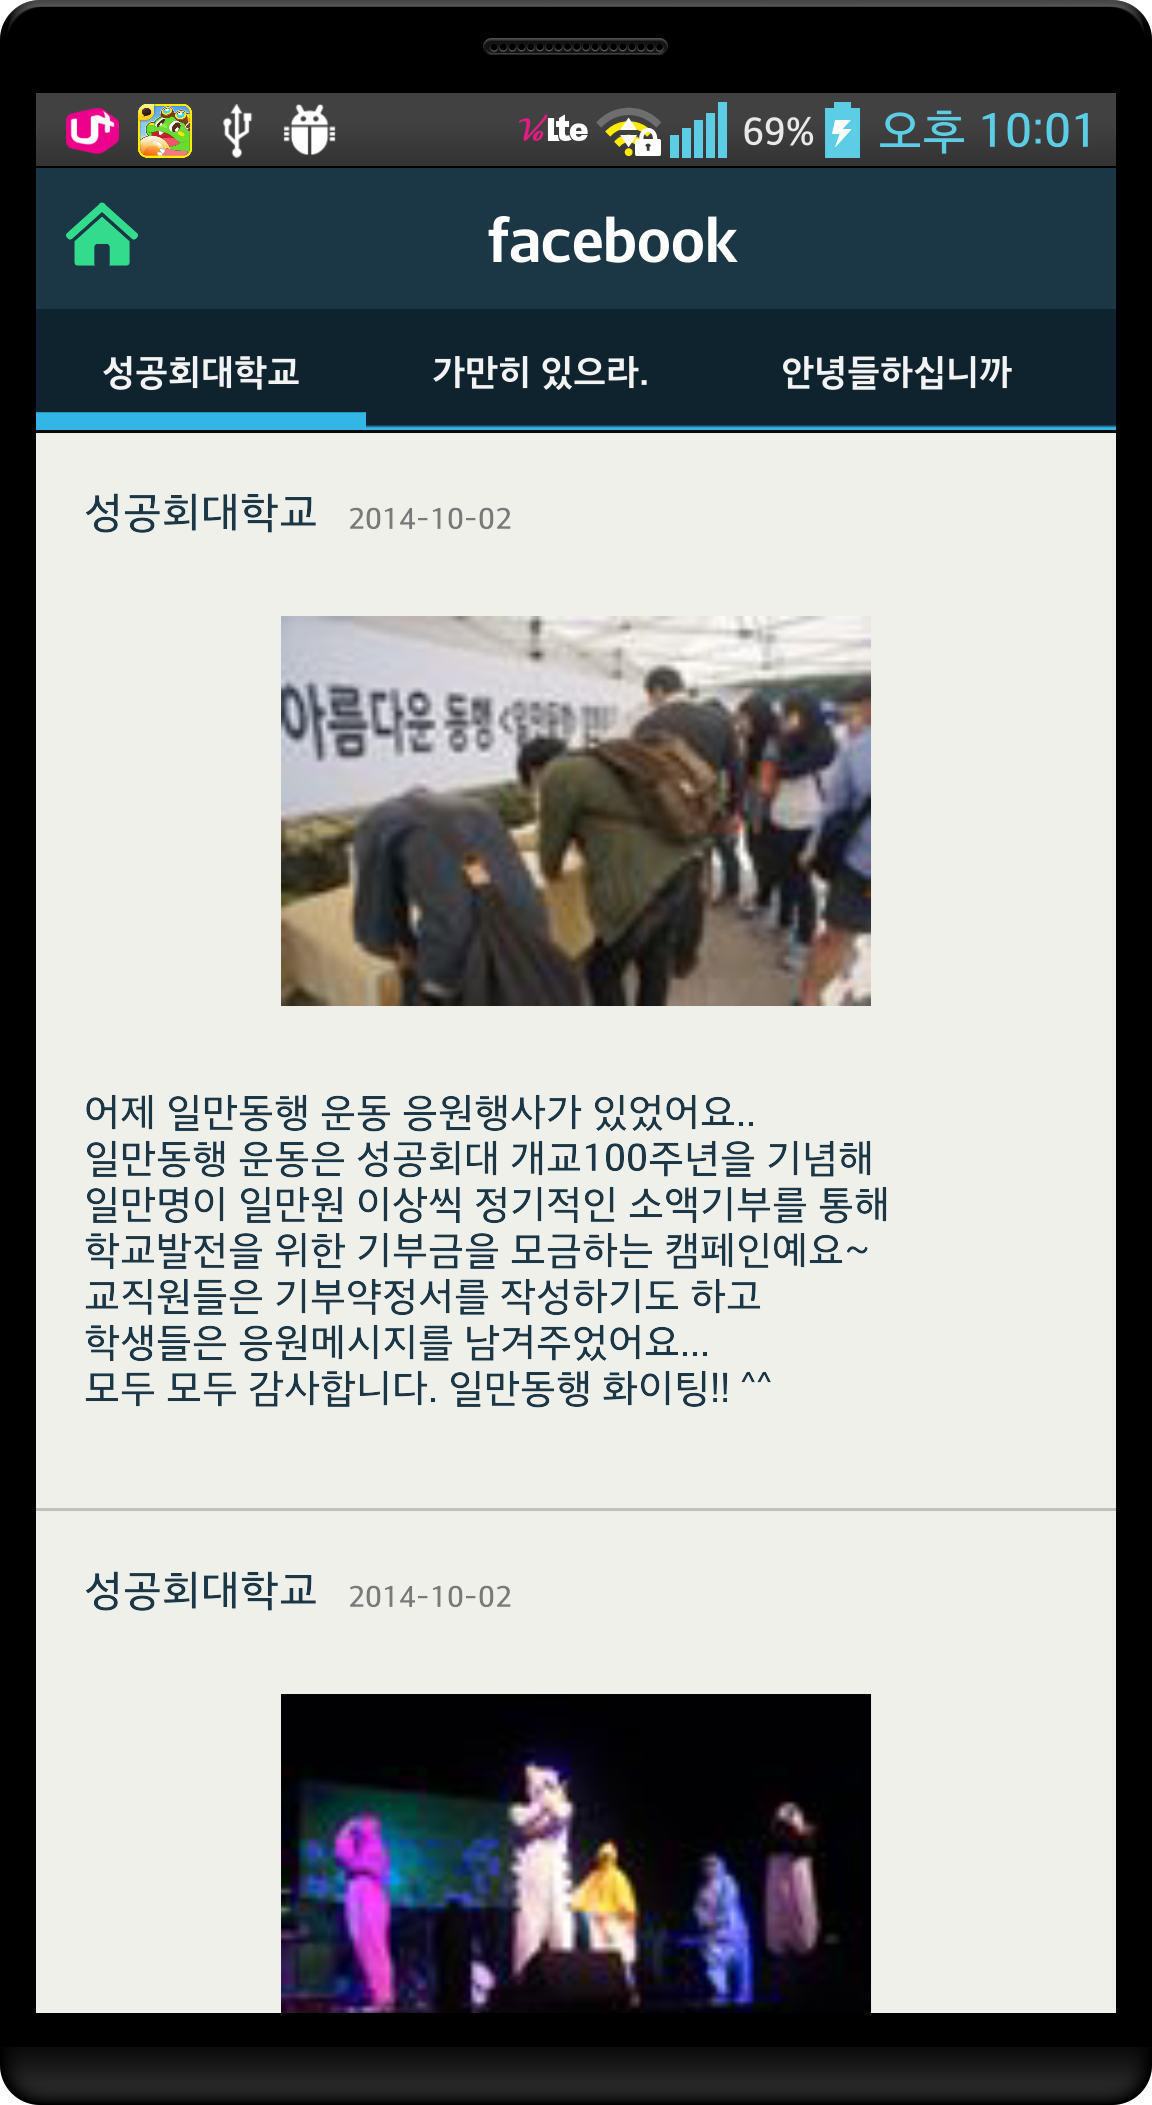 U+
Lte
69%
오후 10:01
facebook
성공회대학교 가만히 있으라. 안녕들하십니까
성공회대학교 2014-10-02
아름다운 동행
어제 일만동행 운동 응원행사가 있었어요..
일만동행 운동은 성공회대 개교100주년을 기념해
일만명이 일만원 이상씩 정기적인 소액기부를 통해
학교발전을 위한 기부금을 모금하는 캠페인예요~
교직원들은 기부약정서를 작성하기도 하고
학생들은 응원메시지를 남겨주었어요...
모두 모두 감사합니다. 일만동행 화이팅!! ^^
성공회대학교 2014-10-02